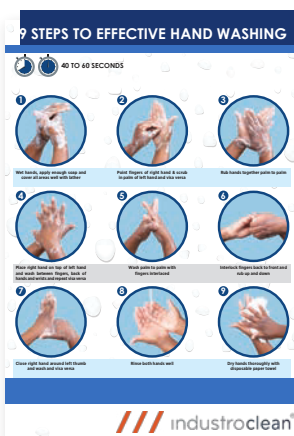 9 STEPS TO EFFECTIVE HAND WASHING
40 TO 60 SECONDS
1
2
3
Wet hands, apply enough soap and
cover all areas well with lather
Point fingers of right hand & scrub
in palm of left hand and visa versa
Rub hands together palm to palm
4
5
6
Place right hand on top of left hand
and wash between fingers, back of
hands and wrists and repeat visa versa
Wash palm to palm with
fingers interlaced
Interlock fingers back to front and
rub up and down
7
8
9
Close right hand around left thumb
and wash and visa versa
Rinse both hands well
Dry hands thoroughly with
disposable paper towel
industroclean®